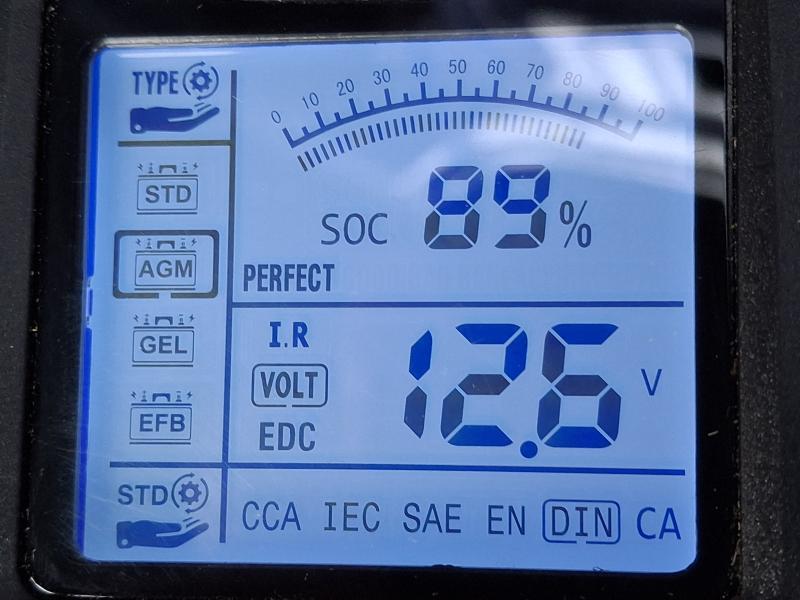 TYPE
0 10 20 30 40 50 60 70 80 90 100
STD
SOC 89%
AGM
PERFECT
GEL
I.R
VOLT 12.6 V
EFB
EDC
STD
CCA IEC SAE EN DIN CA